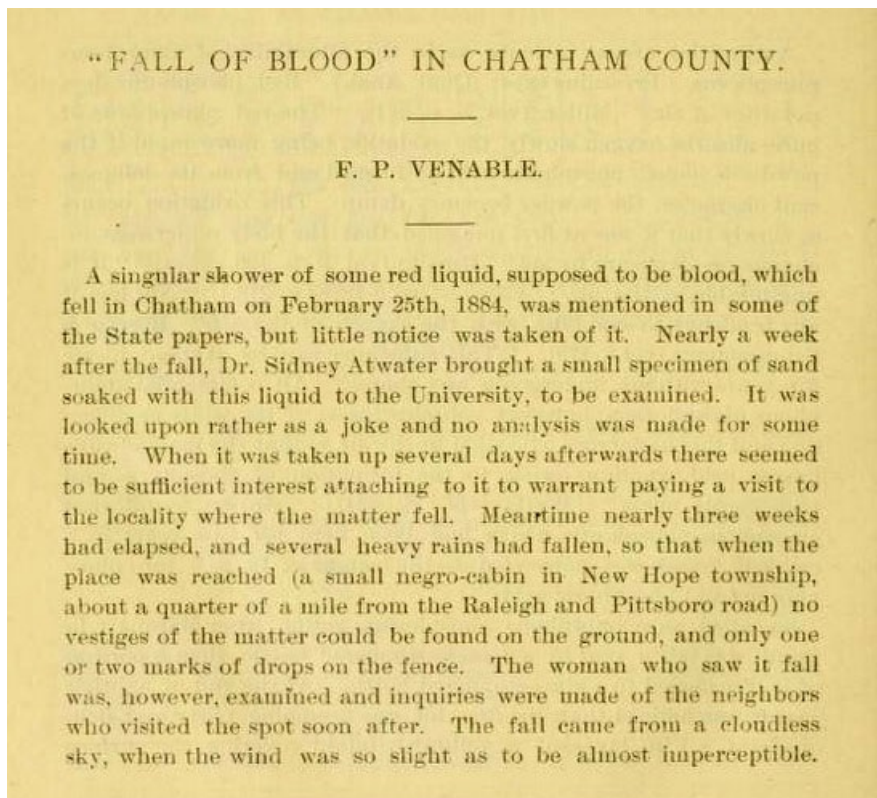 "FALL OF BLOOD" IN CHATHAM COUNTY.
F. P. VENABLE.
A singular shower of some red liquid, supposed to be blood, which
fell in Chatham on February 25th, 1884, was mentioned in some of
the State papers, but little notice was taken of it. Nearly a week
after the fall, Dr. Sidney Atwater brought a small specimen of sand
soaked with this liquid to the University, to be examined. It was
looked upon rather as a joke and no analysis was made for some
time. When it was taken up several days afterwards there seemed
to be sufficient interest attaching to it to warrant paying a visit to
the locality where the matter fell. Meantime nearly three weeks
had elapsed, and several heavy rains had fallen, so that when the
place was reached (a small negro-cabin in New Hope township,
about a quarter of a mile from the Raleigh and Pittsboro road) no
vestiges of the matter could be found on the ground, and only one
or two marks of drops on the fence. The woman who saw it fall
was, however, examined and inquiries were made of the neighbors
who visited the spot soon after. The fall came from a cloudless
sky, when the wind was so slight as to be almost imperceptible.